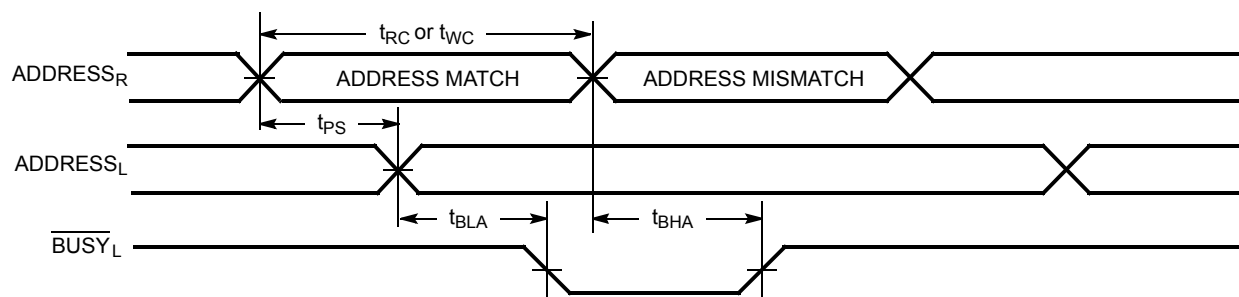 tRC or tWC
ADDRESSR
ADDRESS MATCH
ADDRESS MISMATCH
tPS
ADDRESSL
tBLA
tBHA
BUSYL